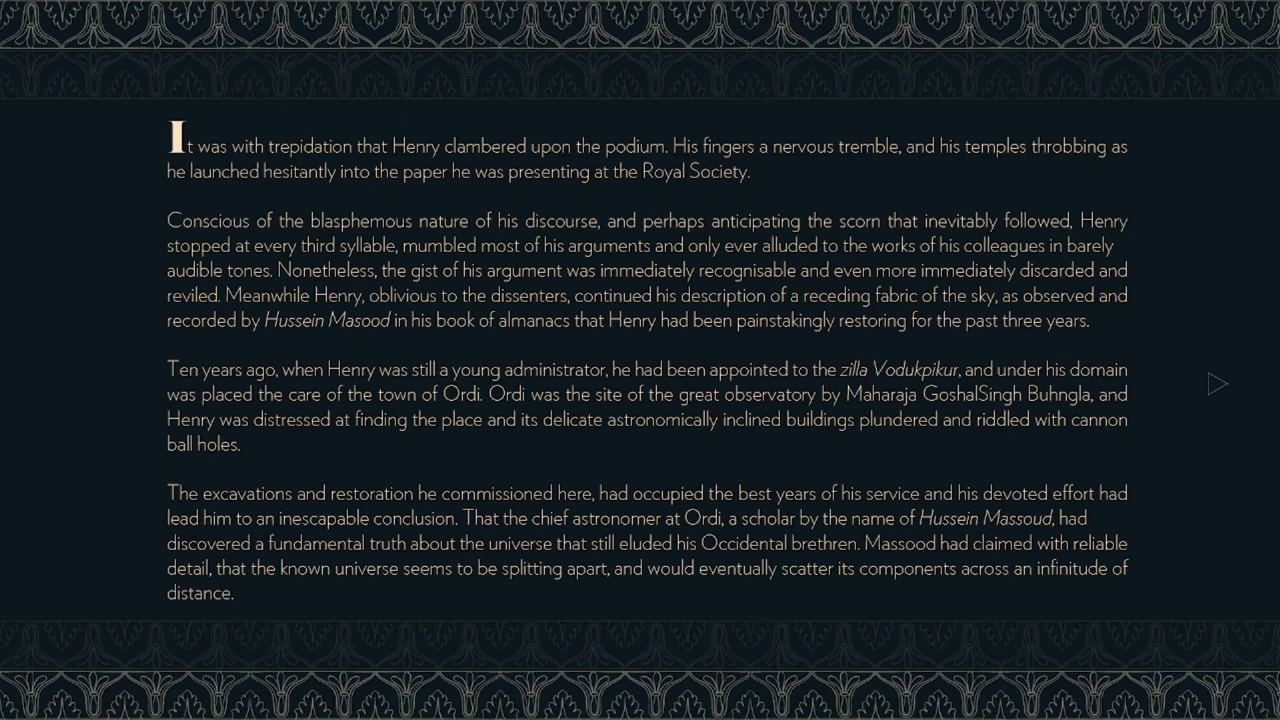 It was with trepidation that Henry clambered upon the podium. His fingers a nervous tremble, and his temples throbbing as
he launched hesitantly into the paper he was presenting at the Royal Society.
Conscious of the blasphemous nature of his discourse, and perhaps anticipating the scorn that inevitably followed, Henry
stopped at every third syllable, mumbled most of his arguments and only ever alluded to the works of his colleagues in barely
audible tones. Nonetheless, the gist of his argument was immediately recognisable and even more immediately discarded and
reviled. Meanwhile Henry, oblivious to the dissenters, continued his description of a receding fabric of the sky, as observed and
recorded by Hussein Masood in his book of almanacs that Henry had been painstakingly restoring for the past three years.
Ten years ago, when Henry was still a young administrator, he had been appointed to the zilla Vodukpikur, and under his domain
was placed the care of the town of Ordi. Ordi was the site of the great observatory by Maharaja GoshalSingh Buhngla, and
Henry was distressed at finding the place and its delicate astronomically inclined buildings plundered and riddled with cannon
ball holes.
The excavations and restoration he commissioned here, had occupied the best years of his service and his devoted effort had
lead him to an inescapable conclusion. That the chief astronomer at Ordi, a scholar by the name of Hussein Massoud, had
discovered a fundamental truth about the universe that still eluded his Occidental brethren. Massood had claimed with reliable
detail, that the known universe seems to be splitting apart, and would eventually scatter its components across an infinitude of
distance.